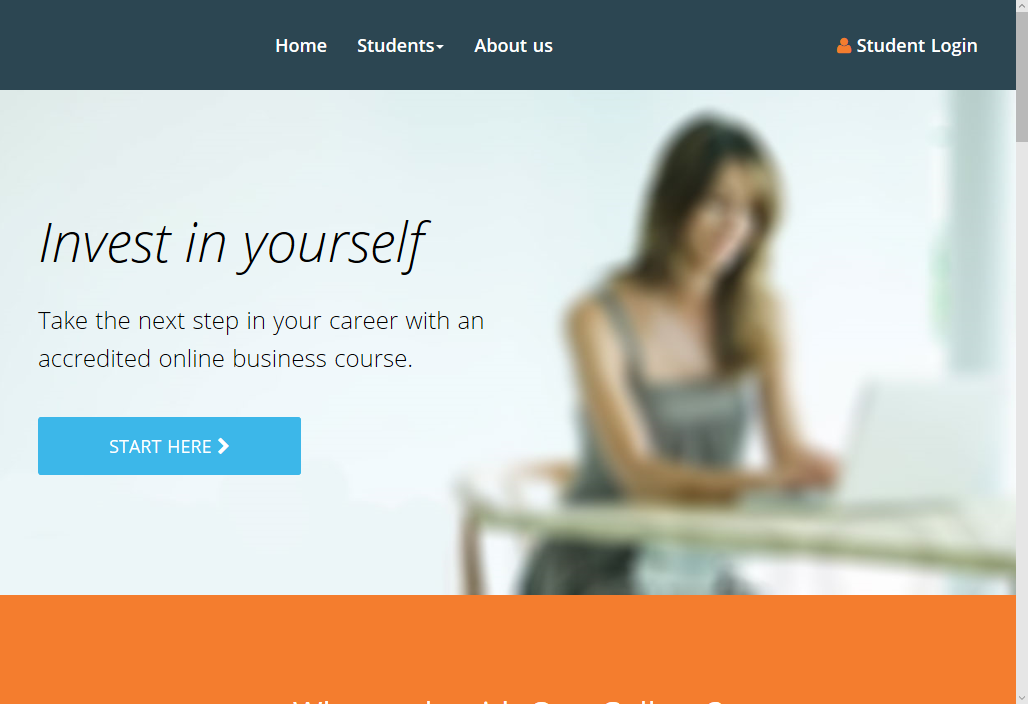 Home Students About us Student Login
Invest in yourself
Take the next step in your career with an
accredited online business course.
START HERE